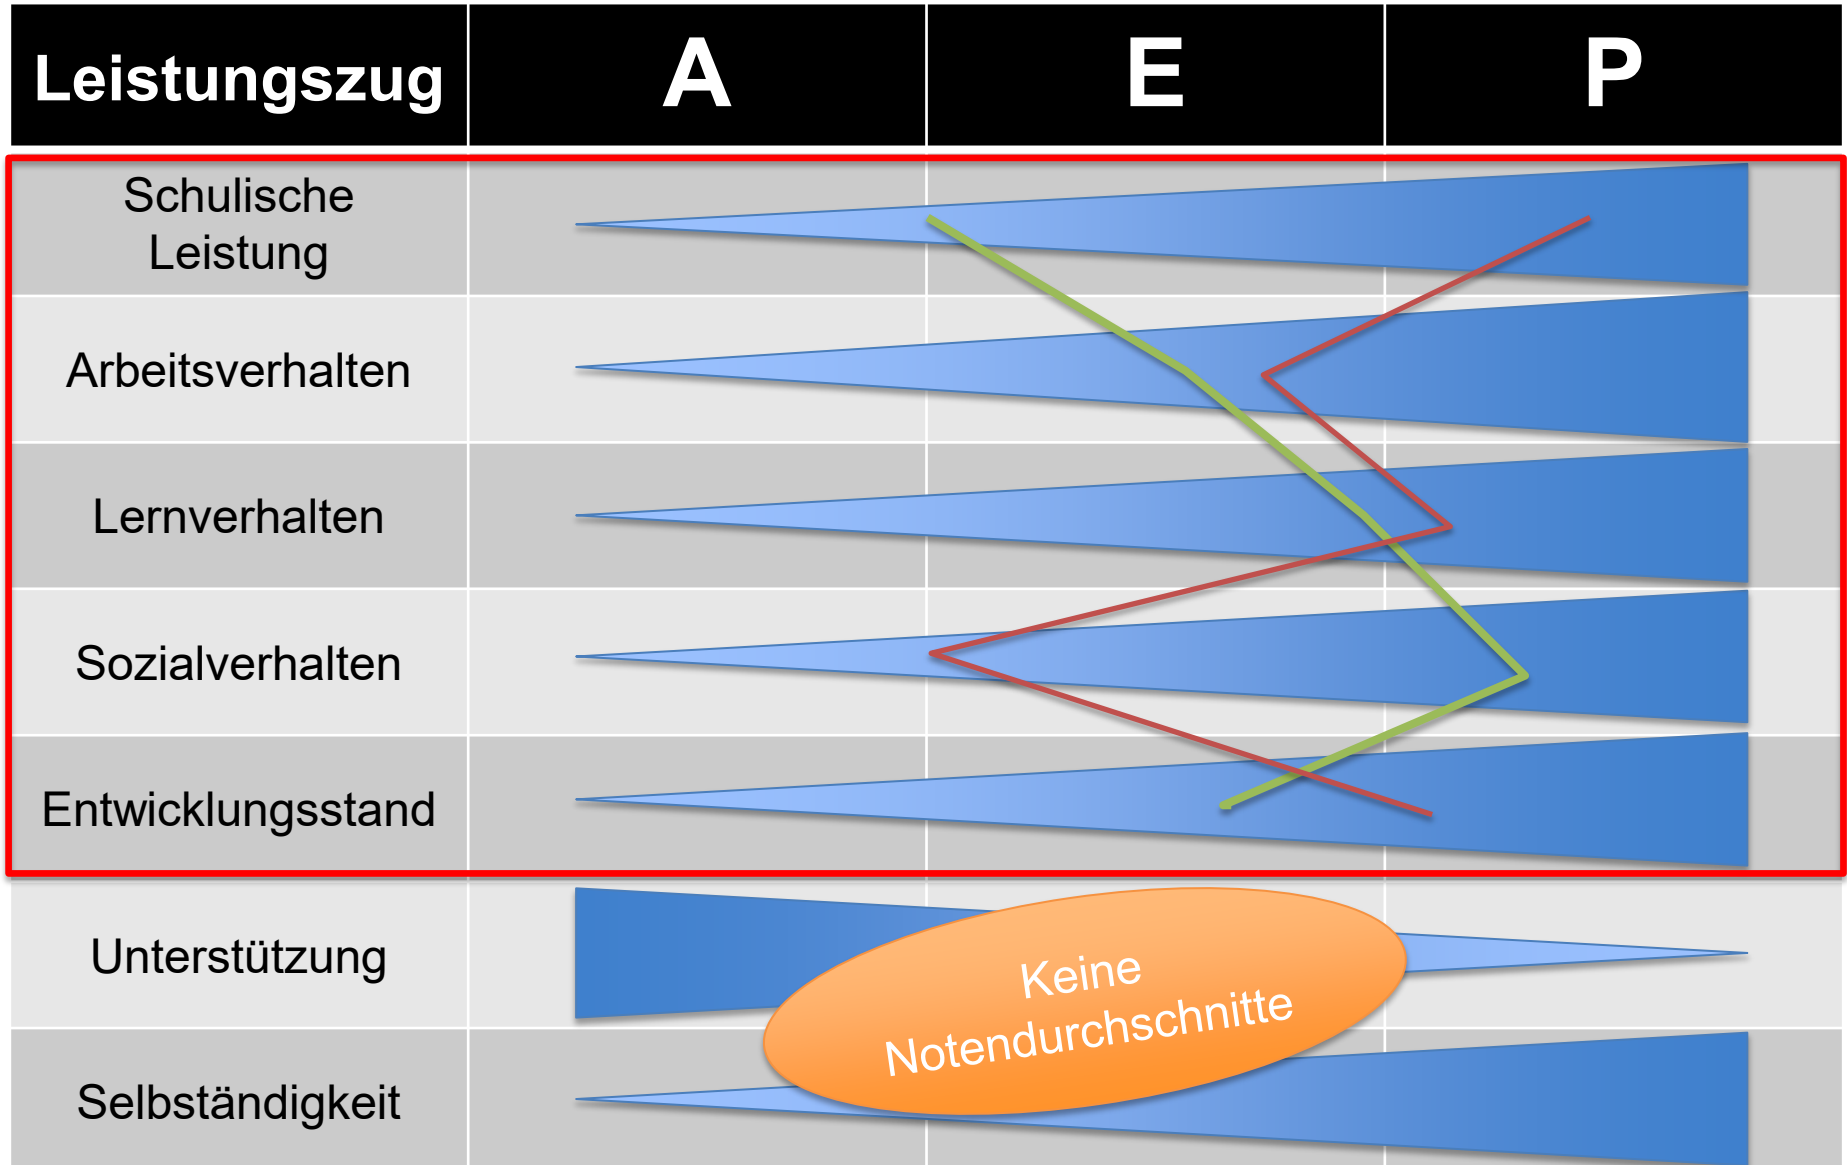 Leistungszug A E P
Schulische
Leistung
Arbeitsverhalten
Lernverhalten
Sozialverhalten
Entwicklungsstand
Unterstützung
Keine
Notendurchschnitte
Selbständigkeit